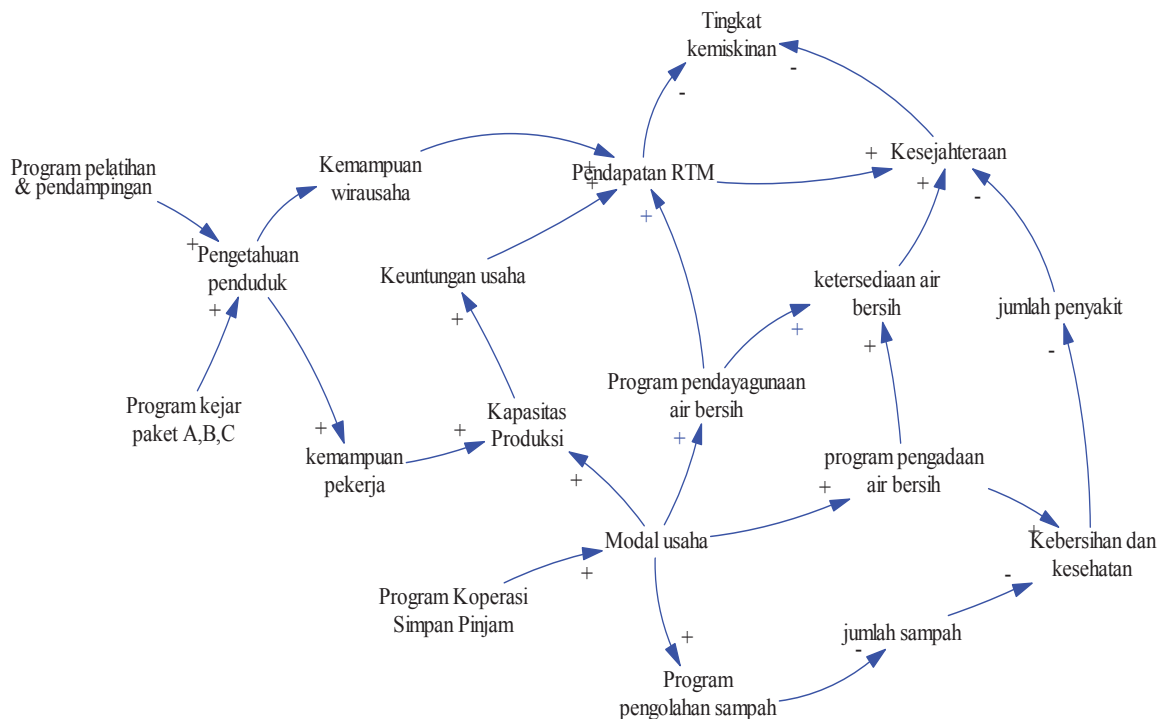 Tingkat
kemiskinan
-
-
Program pelatihan
& pendampingan
Kemampuan
wirausaha
+
+
Pendapatan RTM
+
Kesejahteraan
+
-
+
+
Pengetahuan
penduduk
+
Keuntungan usaha
+
ketersediaan air
bersih
+
+
jumlah penyakit
-
Program kejar
paket A,B,C
Program pendayagunaan
air bersih
+
Kapasitas
Produksi
+
+
+
kemampuan
pekerja
program pengadaan
air bersih
+
Modal usaha
+
+
Kebersihan dan
kesehatan
-
Program Koperasi
Simpan Pinjam
+
jumlah sampah
-
Program
pengolahan sampah